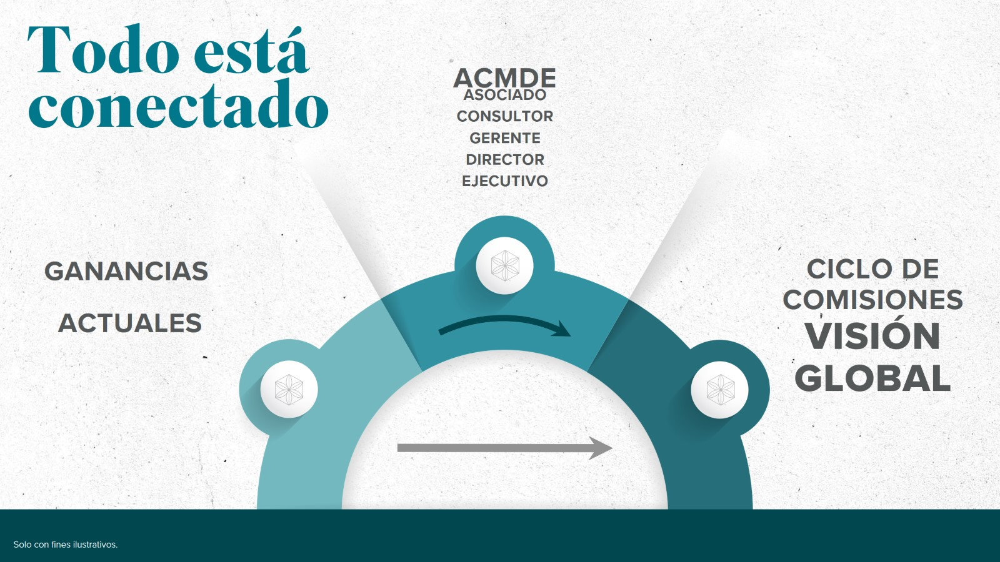 Todo está
conectado
ACMDE
ASOCIADO
CONSULTOR
GERENTE
DIRECTOR
EJECUTIVO
GANANCIAS
ACTUALES
CICLO DE
COMISIONES
VISIÓN
GLOBAL
Solo con fines ilustrativos.